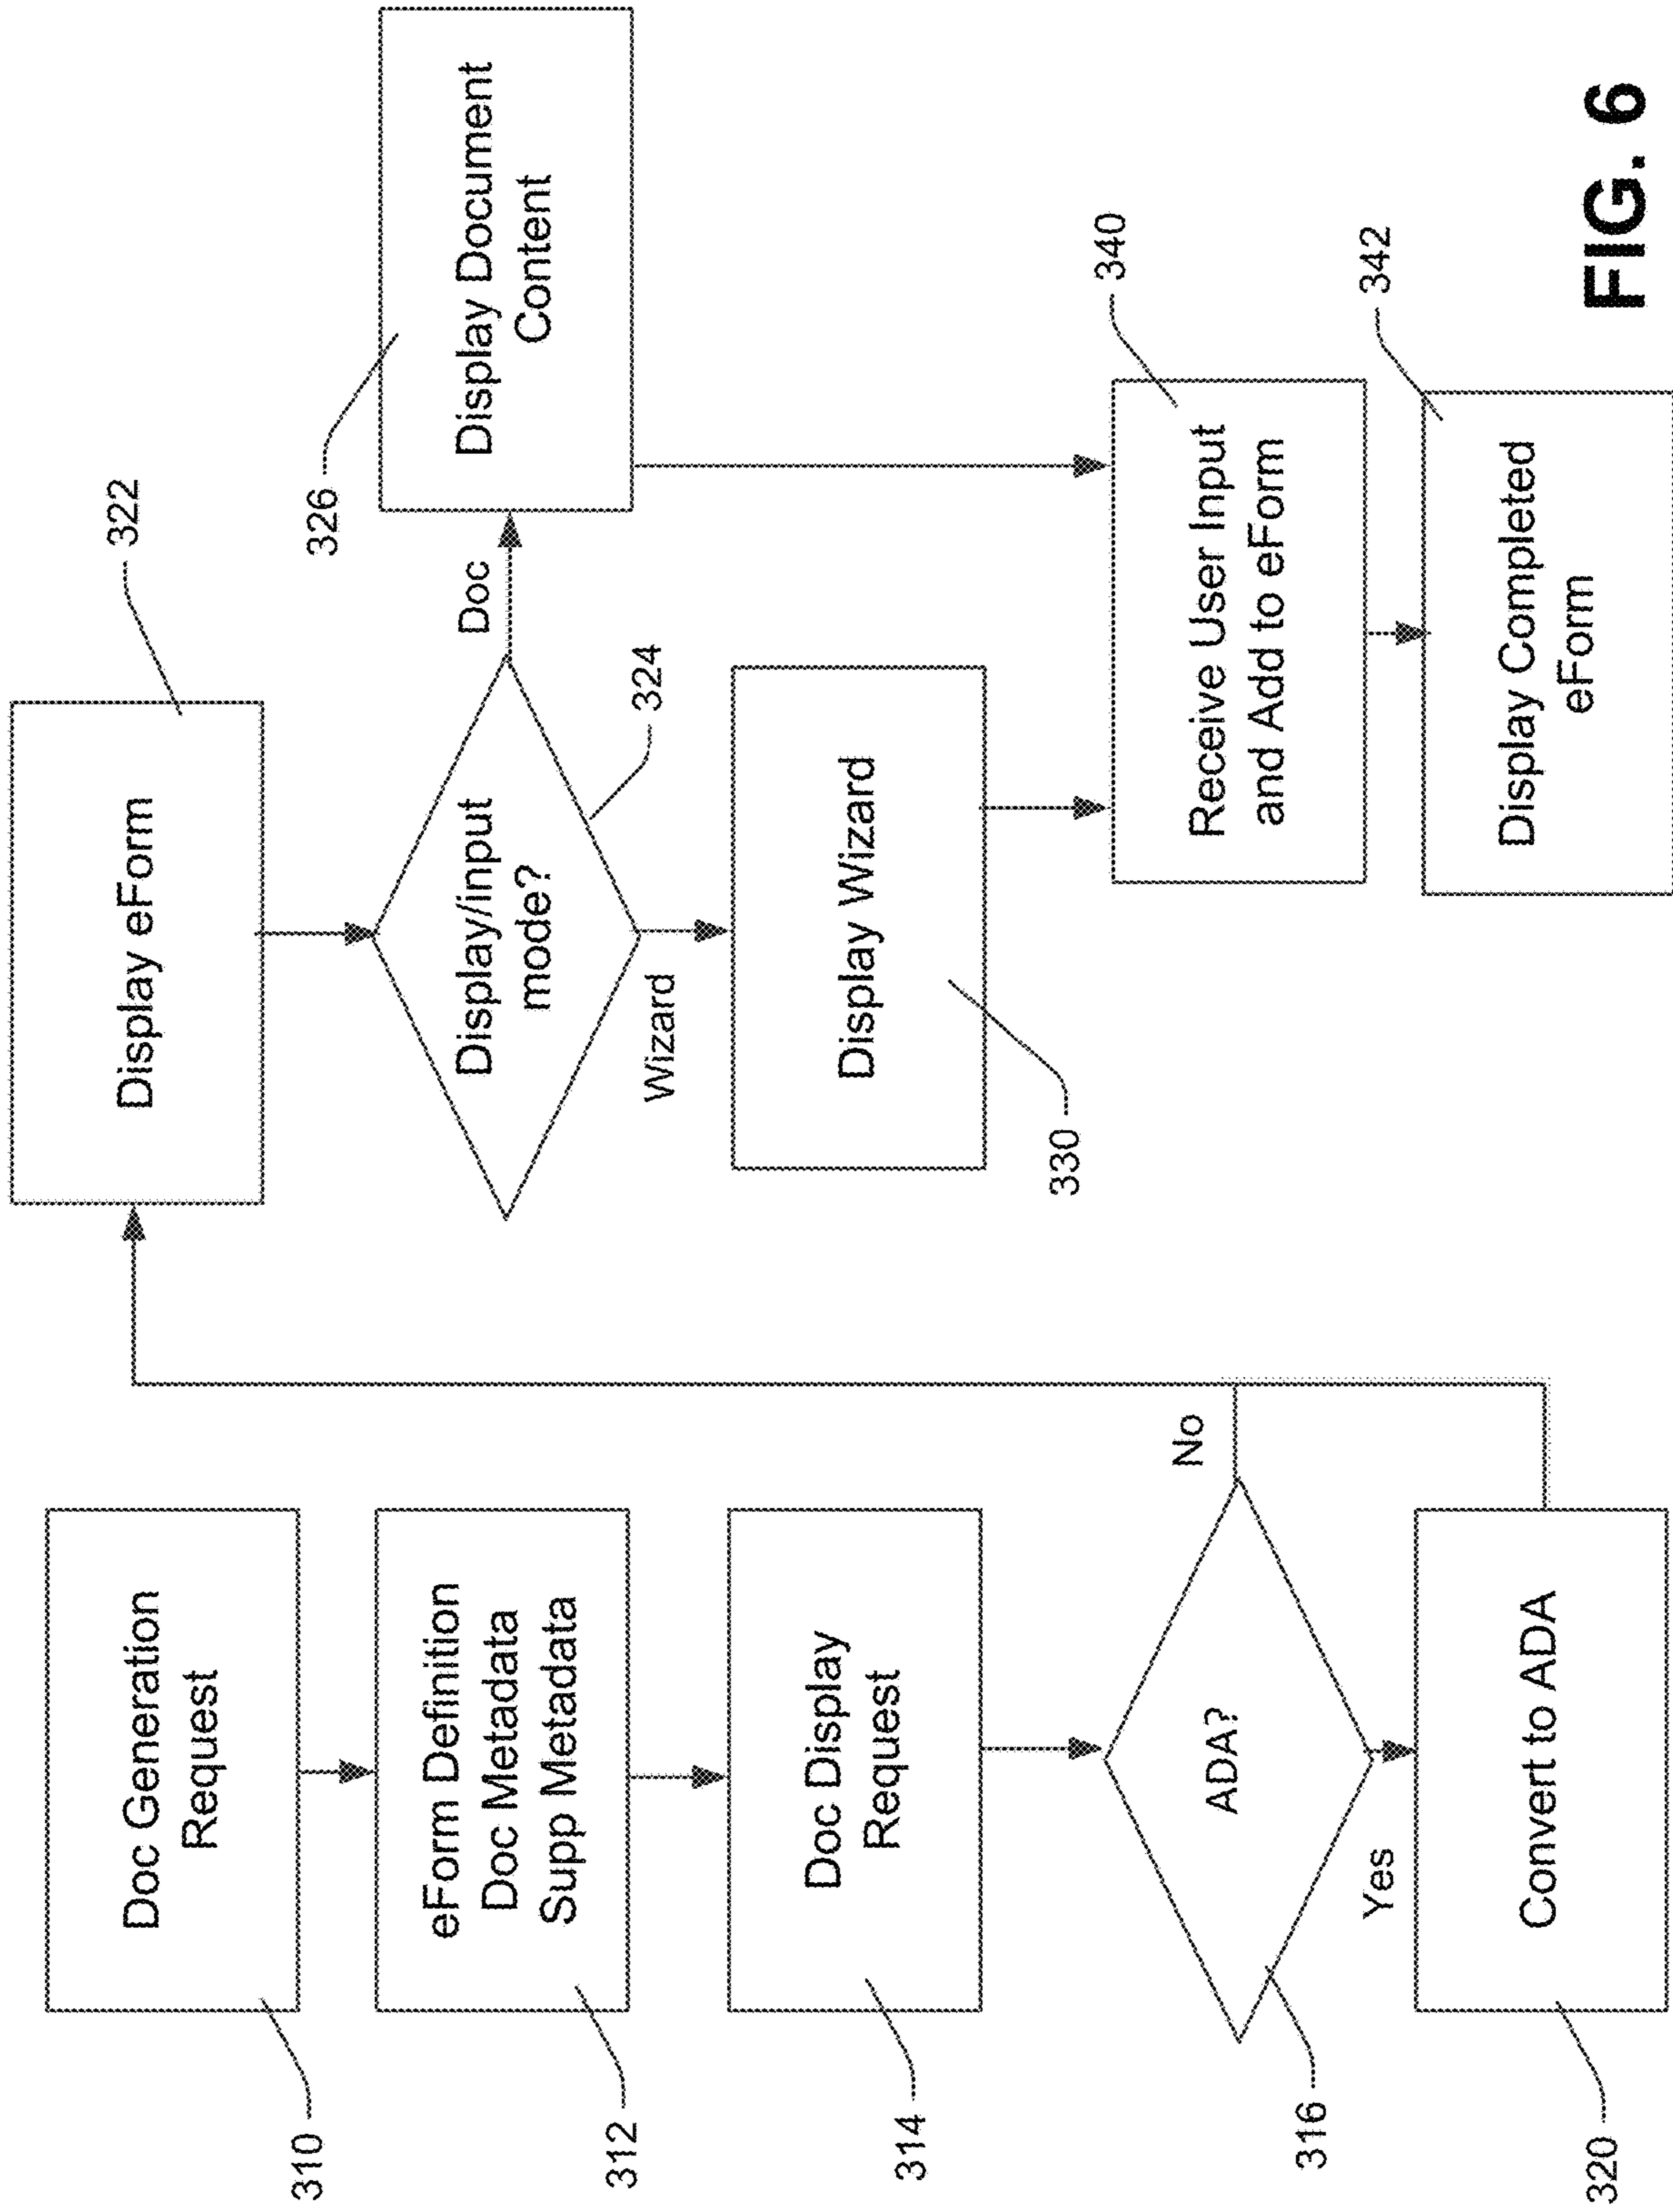 310
Doc Generation
Request
312
eForm Definition
Doc Metadata
Supp Metadata
314
Doc Display
Request
316
ADA?
No
Yes
320
Convert to ADA
322
Display eForm
324
Display/input
mode?
Doc
Wizard
326
Display Document
Content
330
Display Wizard
340
Receive User Input
and Add to eForm
342
Display Completed
eForm
FIG. 6